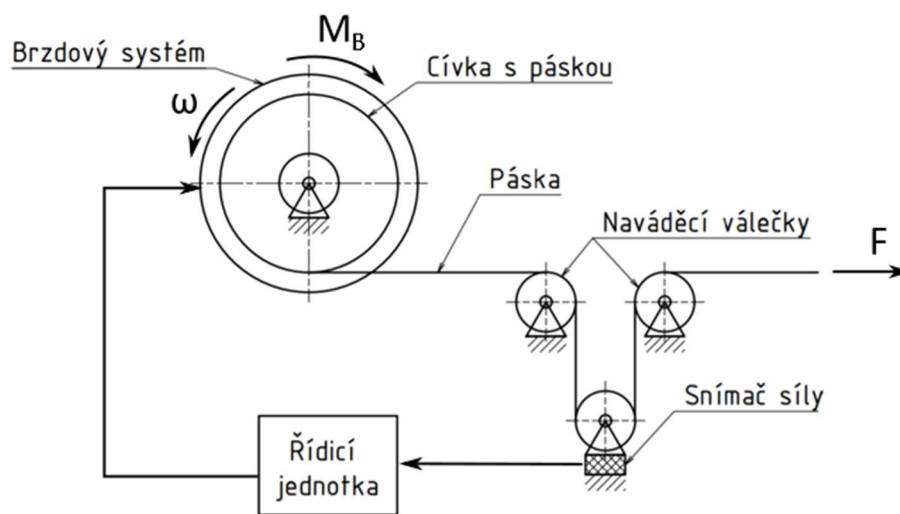 M_B
Brzdový systém
Cívka s páskou
ω
Páska
Naváděcí válečky
F
Snímač síly
Řídicí
jednotka